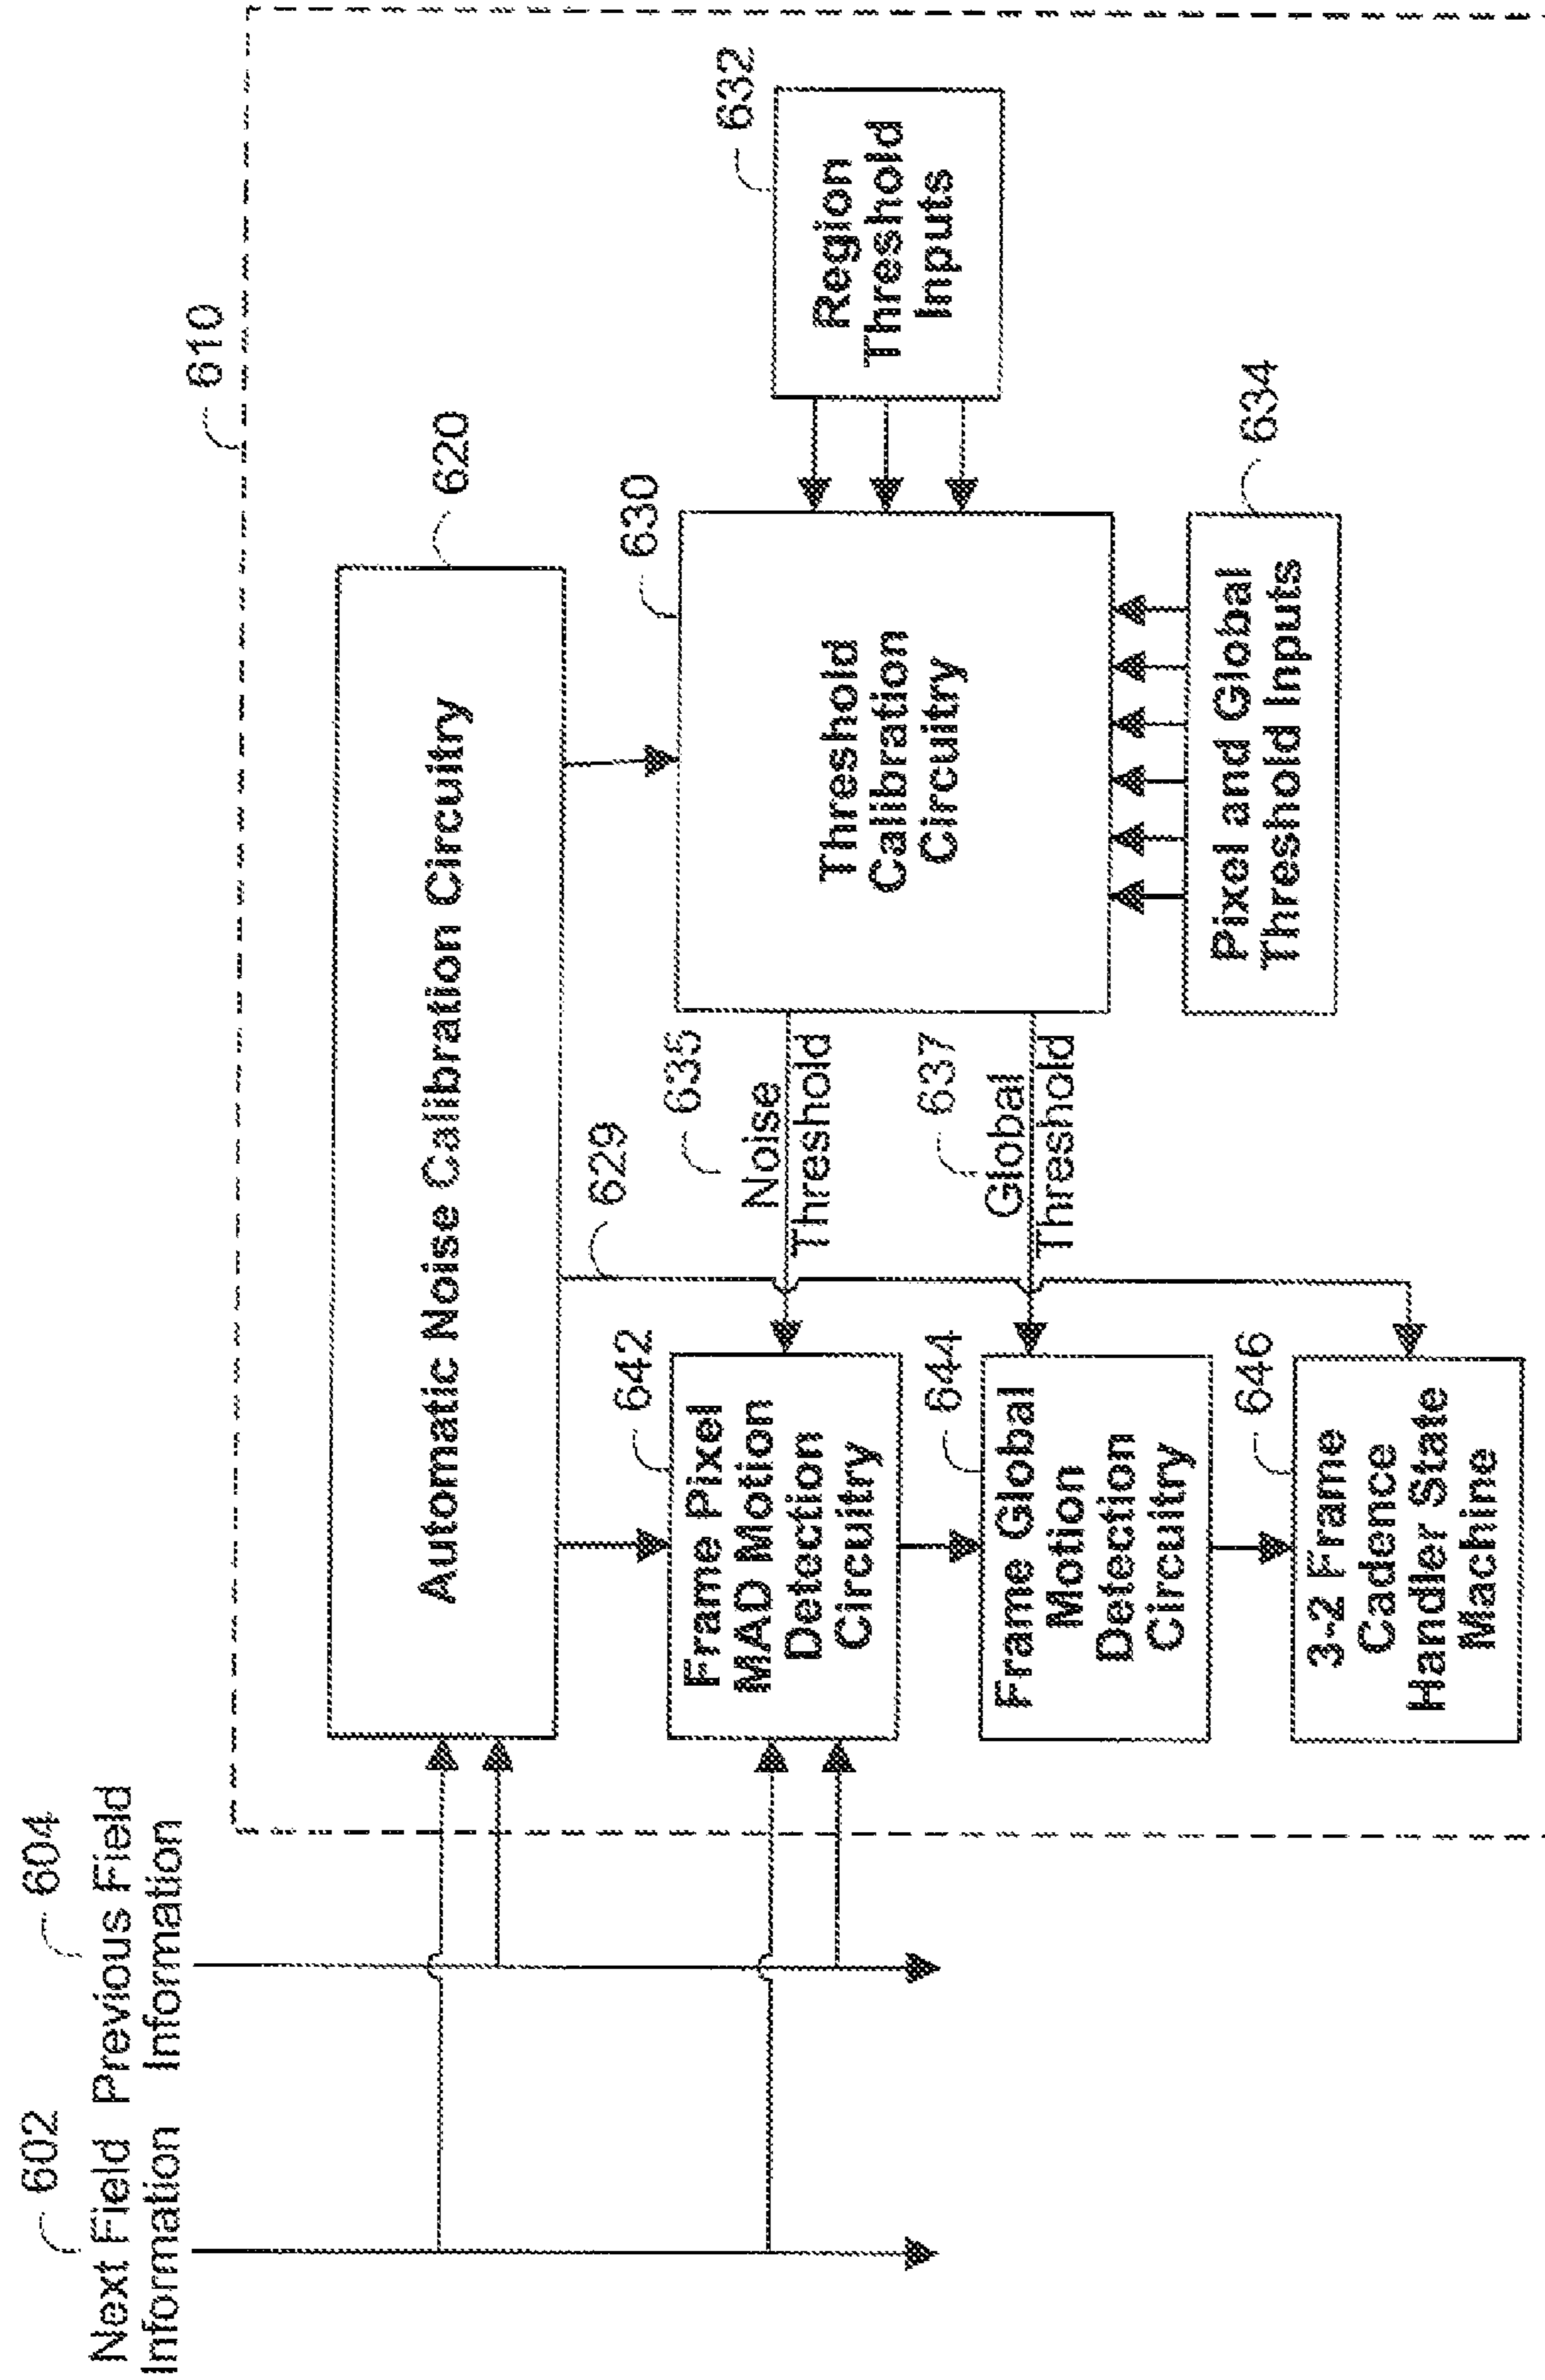 602
Next Field
Information
604
Previous Field
Information
610
620
Automatic Noise Calibration Circuitry
629
630
Threshold
Calibration
Circuitry
632
Region
Threshold
Inputs
634
Pixel and Global
Threshold Inputs
635
Noise
Threshold
637
Global
Threshold
642
Frame Pixel
MAD Motion
Detection
Circuitry
644
Frame Global
Motion
Detection
Circuitry
646
3-2 Frame
Cadence
Handler State
Machine